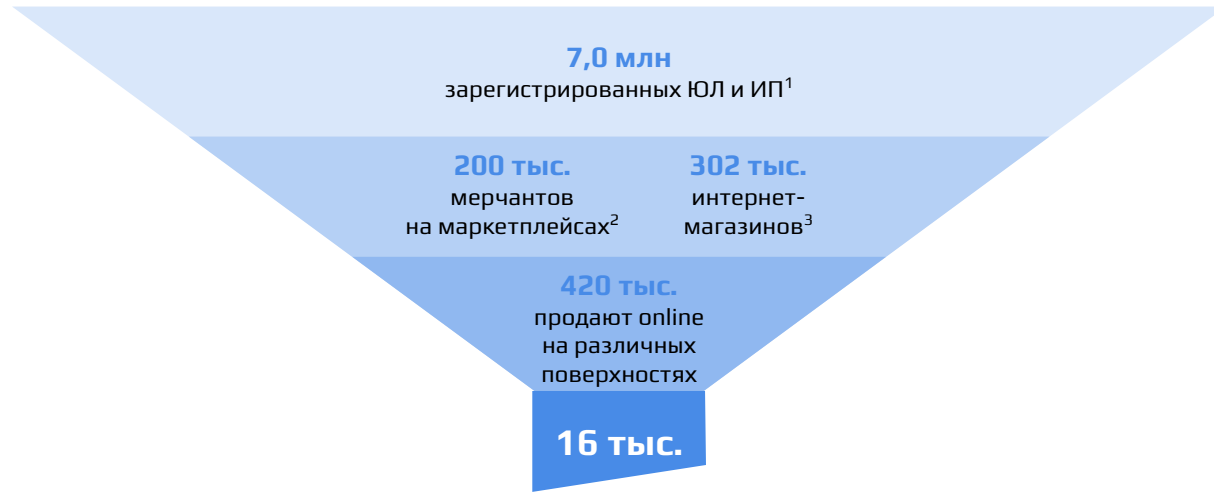 7,0 млн
зарегистрированных ЮЛ и ИП¹
200 тыс.
мерчантов
на маркетплейсах²
302 тыс.
интернет-
магазинов³
420 тыс.
продают online
на различных
поверхностях
16 тыс.